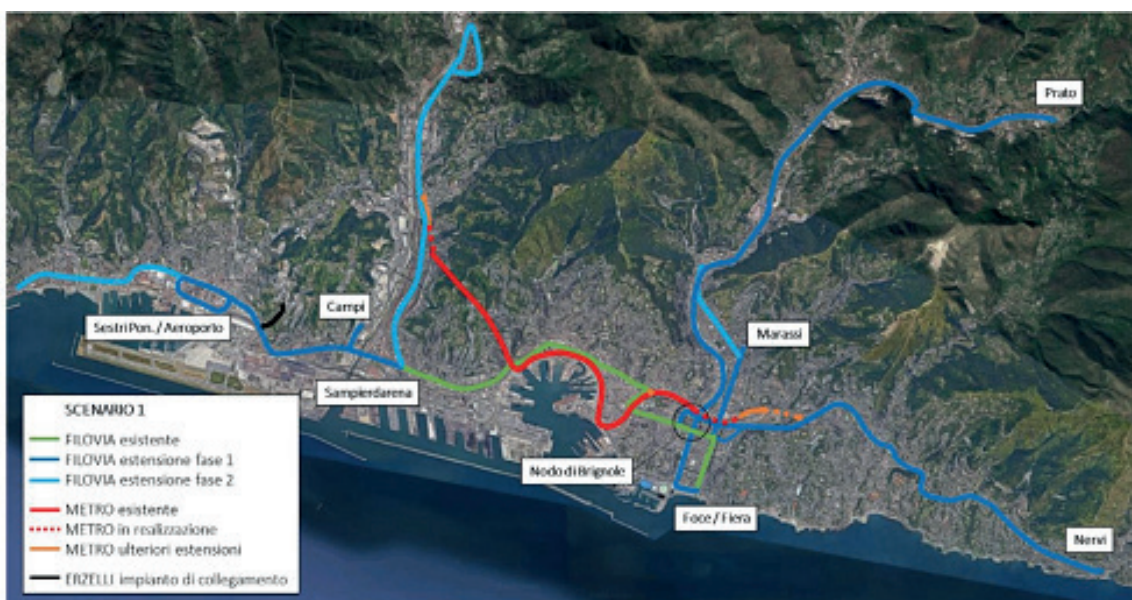 Prato
Campi
Sestri Pon. / Aeroporto
Marassi
Sampierdarena
Nodo di Brignole
Foce / Fiera
Nervi
SCENARIO 1
FILOVIA esistente
FILOVIA estensione fase 1
FILOVIA estensione fase 2
METRO esistente
METRO in realizzazione
METRO ulteriori estensioni
ERZELLI impianto di collegamento